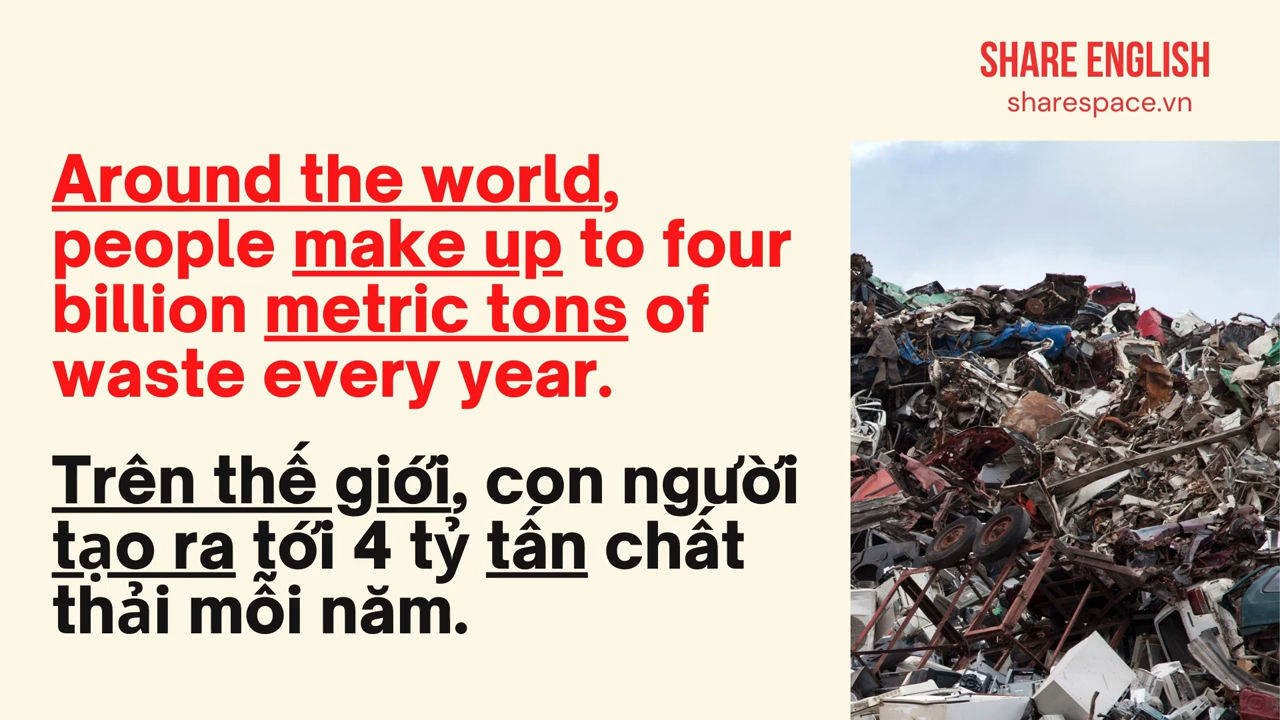 SHARE ENGLISH
sharespace.vn
Around the world,
people make up to four
billion metric tons of
waste every year.
Trên thế giới, con người
tạo ra tới 4 tỷ tấn chất
thải mỗi năm.